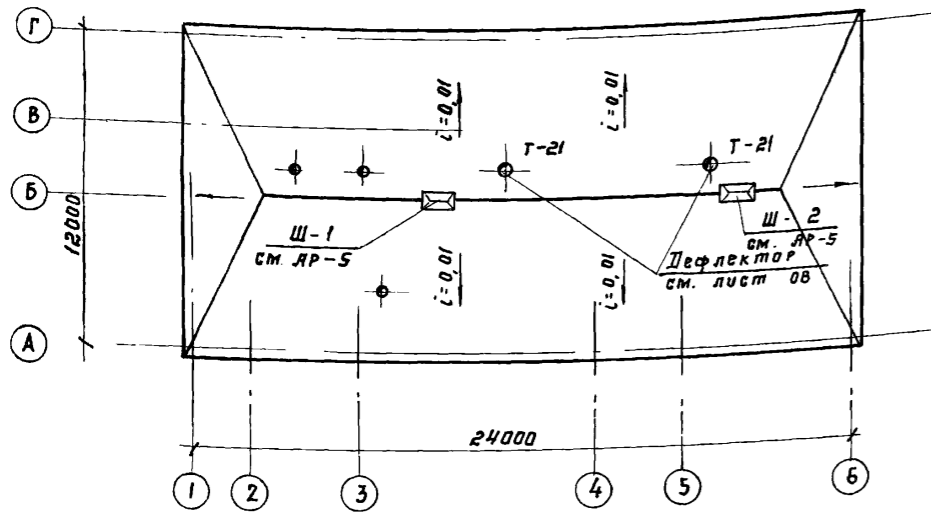 Г
i=0,01
i=0,01
В
Т-21
Т-21
Б
12000
Ш-1
см. АР-5
Ш-2
см. АР-5
Дефлектор
см. лист ОВ
i=0,01
i=0,01
А
24000
1
2
3
4
5
6